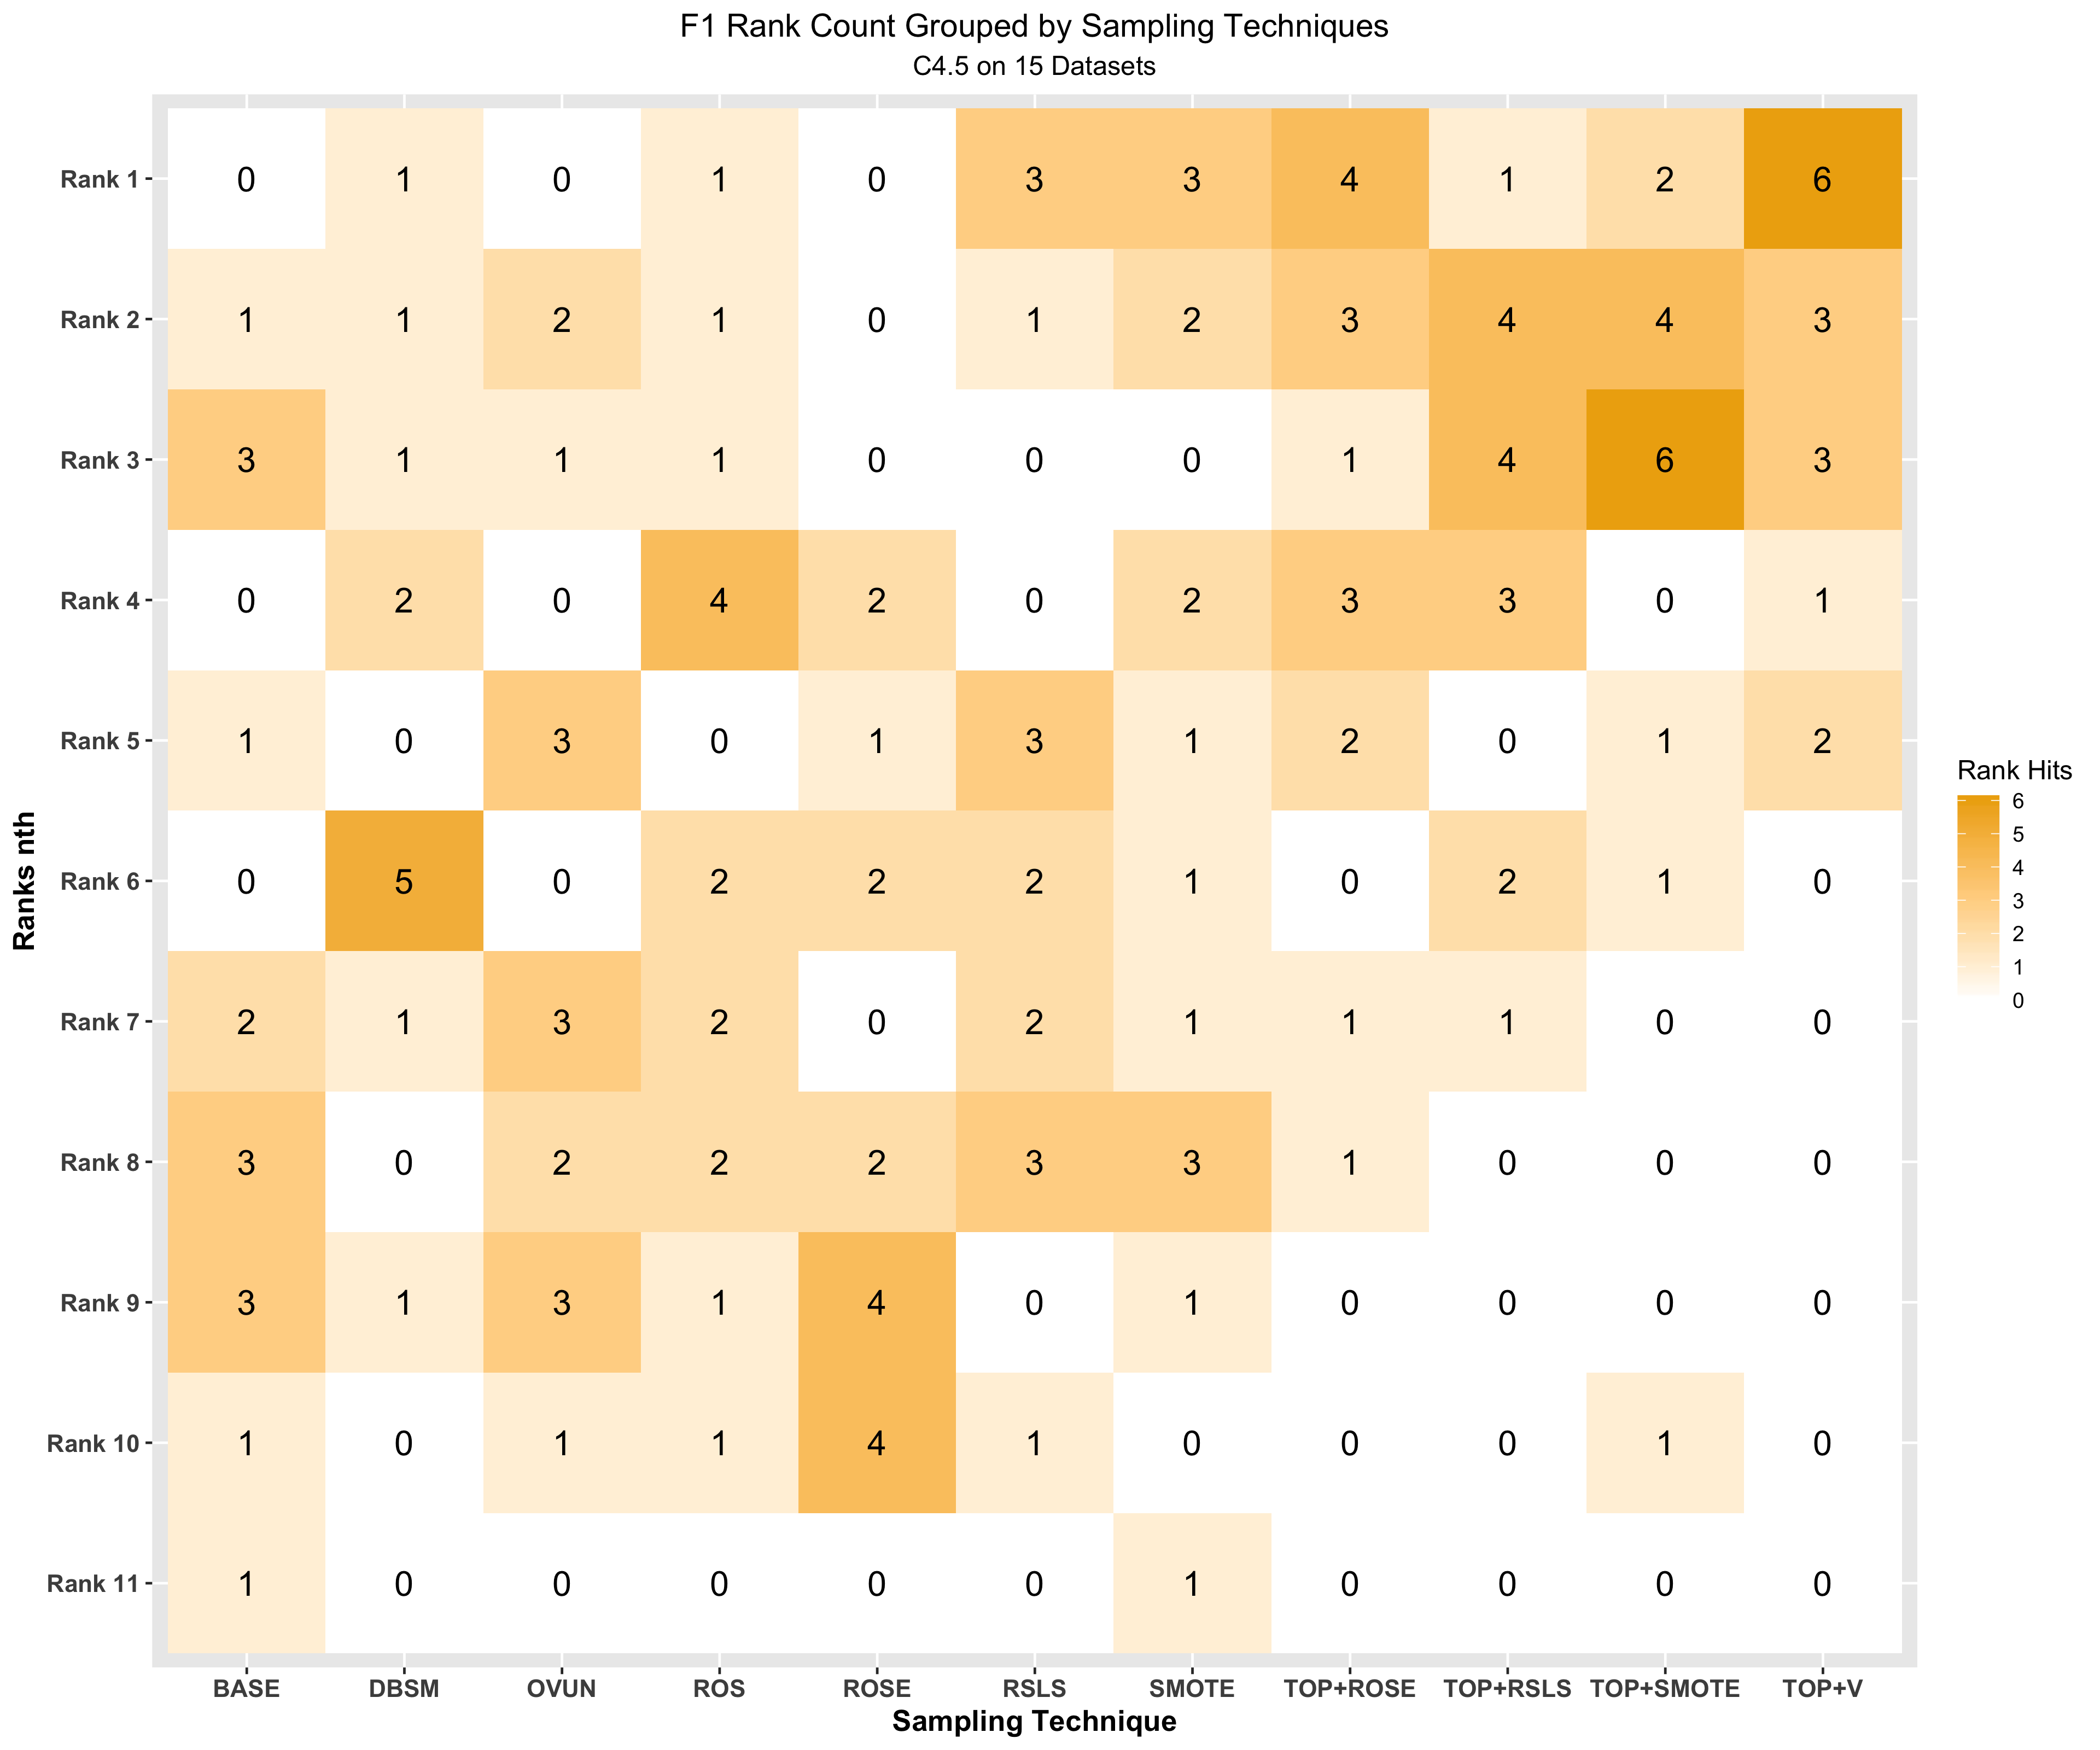 F1 Rank Count Grouped by Sampling Techniques
C4.5 on 15 Datasets
Rank 1 0 1 0 1 0 3 3 4 1 2 6
Rank 2 1 1 2 1 0 1 2 3 4 4 3
Rank 3 3 1 1 1 0 0 0 1 4 6 3
Rank 4 0 2 0 4 2 0 2 3 3 0 1
Rank 5 1 0 3 0 1 3 1 2 0 1 2
Rank 6 0 5 0 2 2 2 1 0 2 1 0
Rank 7 2 1 3 2 0 2 1 1 1 0 0
Rank 8 3 0 2 2 2 3 3 1 0 0 0
Rank 9 3 1 3 1 4 0 1 0 0 0 0
Rank 10 1 0 1 1 4 1 0 0 0 1 0
Rank 11 1 0 0 0 0 0 1 0 0 0 0
BASE DBSM OVUN ROS ROSE RSLS SMOTE TOP+ROSE TOP+RSLS TOP+SMOTE TOP+V
Sampling Technique
Ranks nth
Rank Hits
6
5
4
3
2
1
0